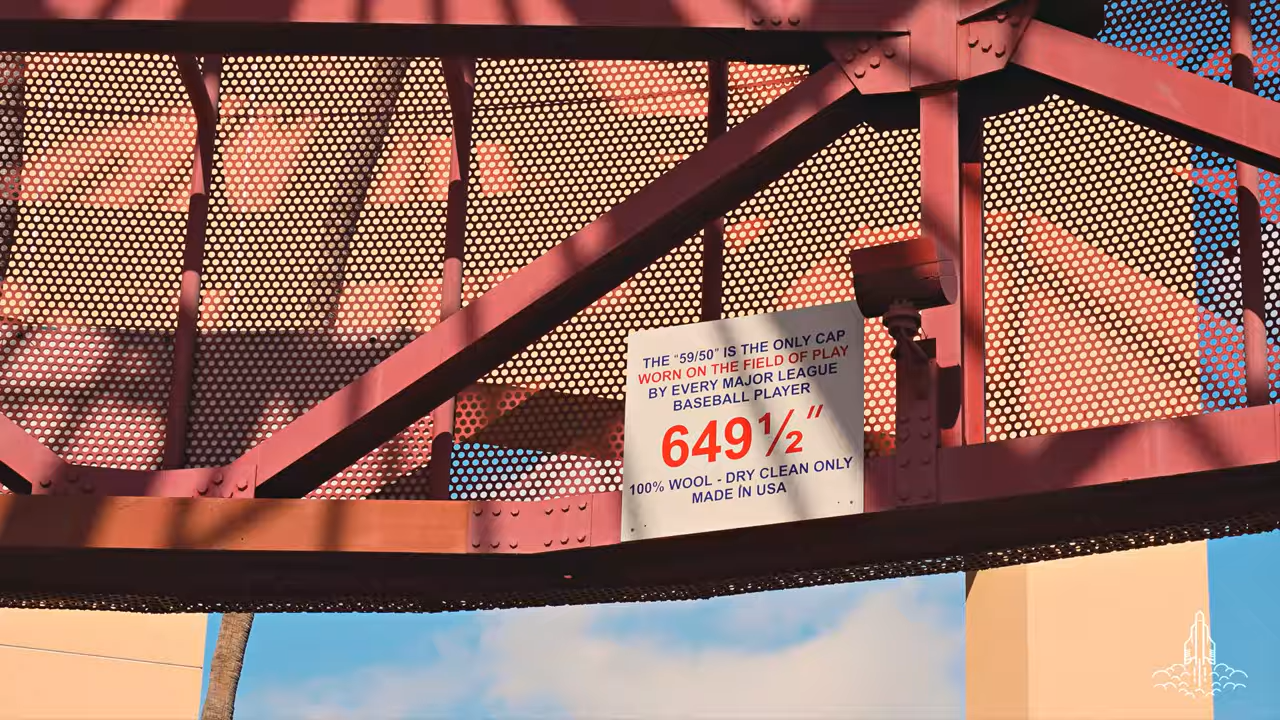 THE "59/50" IS THE ONLY CAP
WORN ON THE FIELD OF PLAY
BY EVERY MAJOR LEAGUE
BASEBALL PLAYER
649½"
100% WOOL - DRY CLEAN ONLY
MADE IN USA